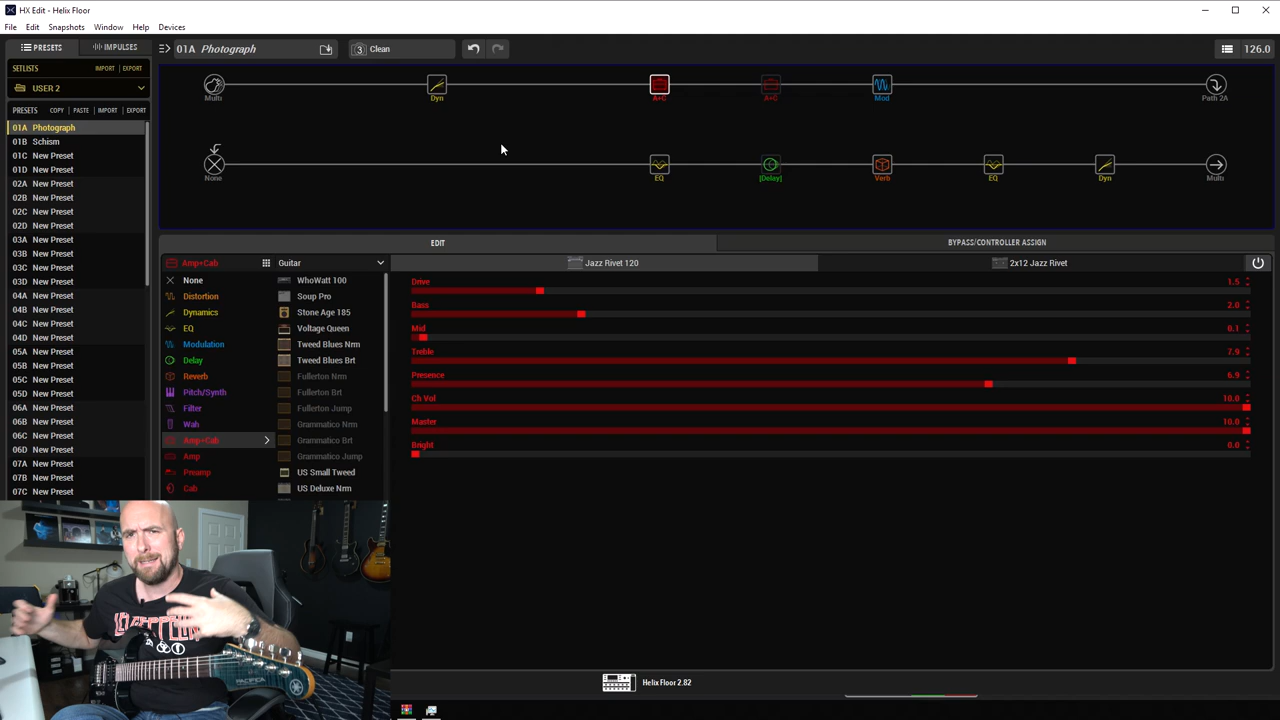 HX Edit - Helix Floor
File Edit Snapshots Window Help Devices
PRESETS IMPULSES
01A Photograph
3 Clean
126.0
SETLISTS IMPORT EXPORT
USER 2
PRESETS COPY PASTE IMPORT EXPORT
01A Photograph
01B Schism
01C New Preset
01D New Preset
02A New Preset
02B New Preset
02C New Preset
02D New Preset
03A New Preset
03B New Preset
03C New Preset
03D New Preset
04A New Preset
04B New Preset
04C New Preset
04D New Preset
05A New Preset
05B New Preset
05C New Preset
05D New Preset
06A New Preset
06B New Preset
06C New Preset
06D New Preset
07A New Preset
07B New Preset
07C New Preset
Multi Dyn A+C A+C Mod Path 2A
None EQ [Delay] Verb EQ Dyn Multi
EDIT
BYPASS/CONTROLLER ASSIGN
Amp+Cab
Guitar
Jazz Rivet 120
2x12 Jazz Rivet
None
Distortion
Dynamics
EQ
Modulation
Delay
Reverb
Pitch/Synth
Filter
Wah
Amp+Cab
Amp
Preamp
Cab
WhoWatt 100
Soup Pro
Stone Age 185
Voltage Queen
Tweed Blues Nrm
Tweed Blues Brt
Fullerton Nrm
Fullerton Brt
Fullerton Jump
Grammatico Nrm
Grammatico Brt
Grammatico Jump
US Small Tweed
US Deluxe Nrm
Drive 1.5
Bass 2.0
Mid 0.1
Treble 7.9
Presence 6.9
Ch Vol 10.0
Master 10.0
Bright 0.0
LED ZEPPELIN
PACIFICA
Helix Floor 2.82